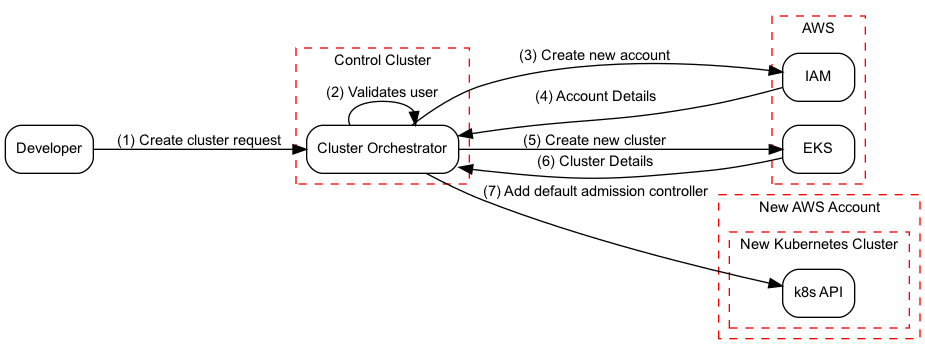 AWS
Control Cluster
(3) Create new account
IAM
(2) Validates user
(4) Account Details
Developer
(1) Create cluster request
Cluster Orchestrator
(5) Create new cluster
EKS
(6) Cluster Details
(7) Add default admission controller
New AWS Account
New Kubernetes Cluster
k8s API